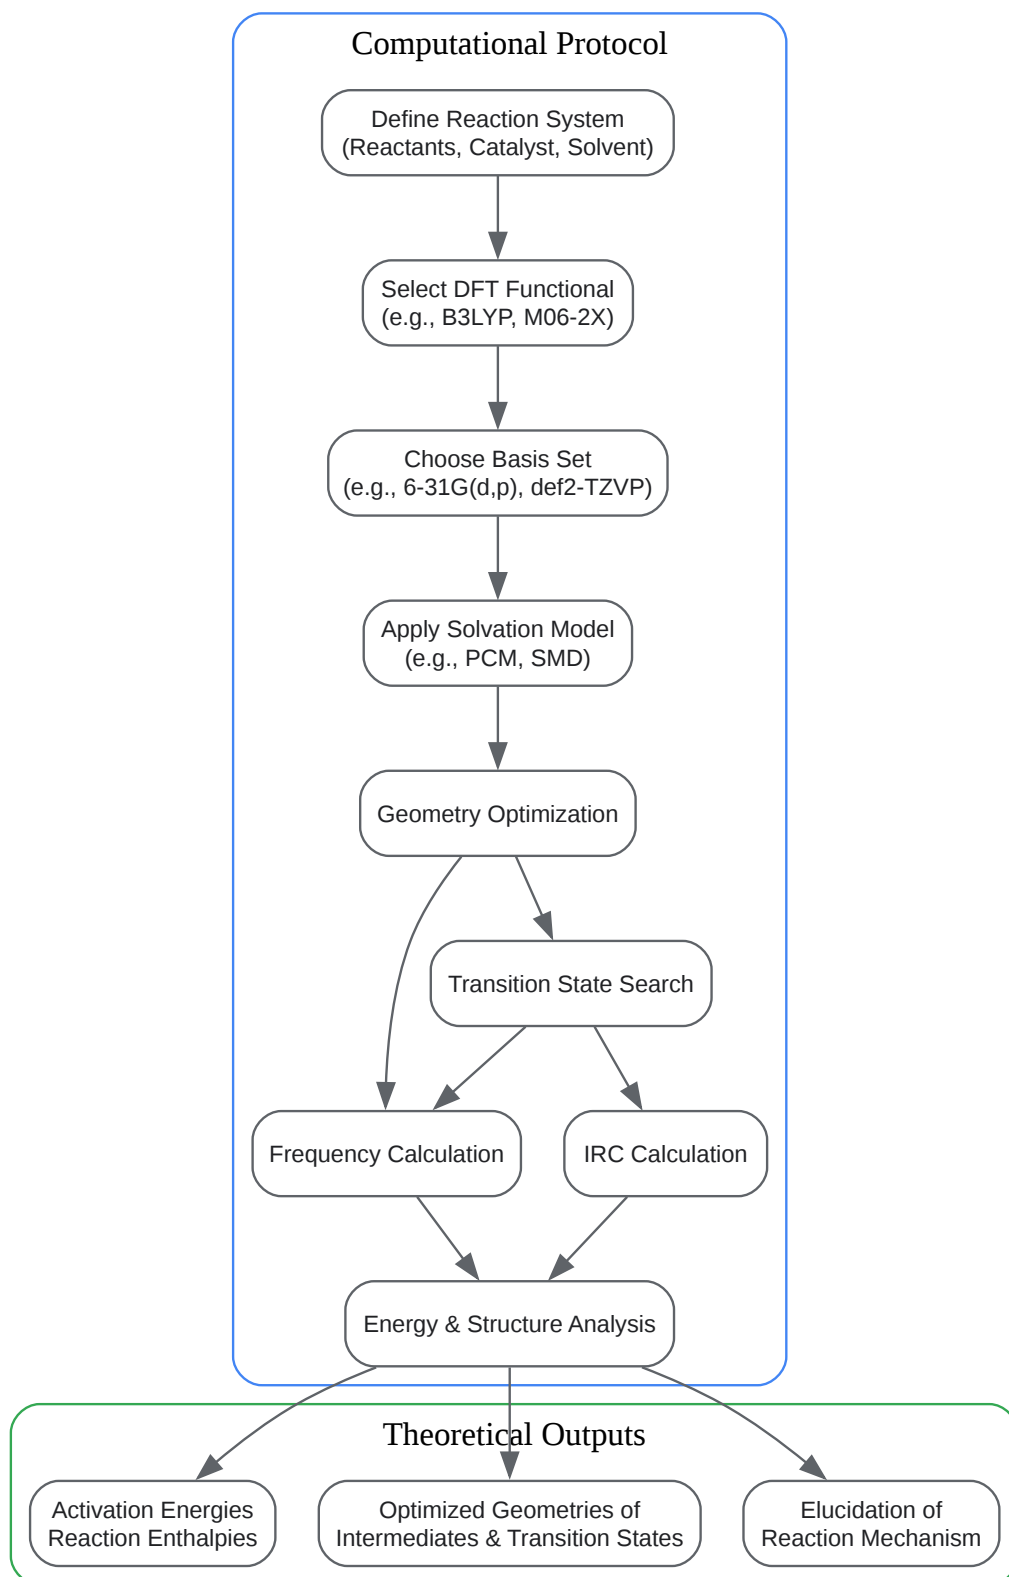 Computational Protocol
Define Reaction System
(Reactants, Catalyst, Solvent)
Select DFT Functional
(e.g., B3LYP, M06-2X)
Choose Basis Set
(e.g., 6-31G(d,p), def2-TZVP)
Apply Solvation Model
(e.g., PCM, SMD)
Geometry Optimization
Transition State Search
Frequency Calculation
IRC Calculation
Energy & Structure Analysis
Theoretical Outputs
Activation Energies
Reaction Enthalpies
Optimized Geometries of
Intermediates & Transition States
Elucidation of
Reaction Mechanism